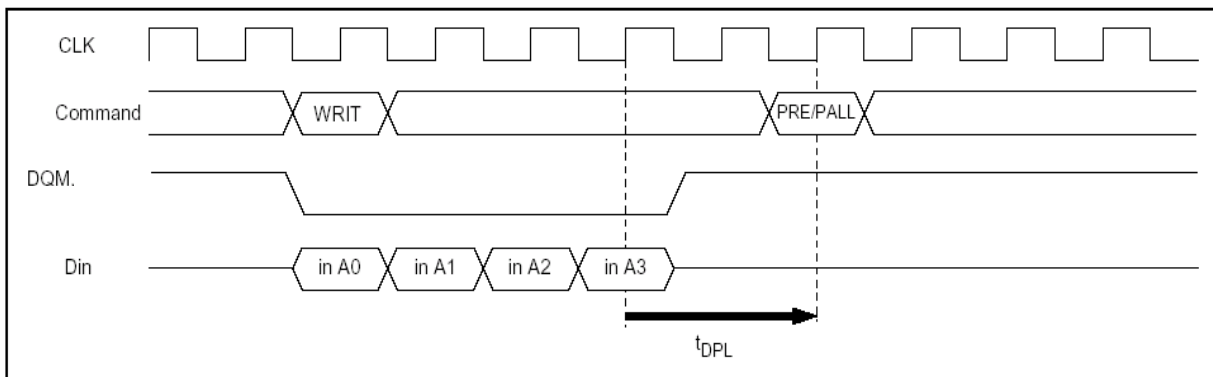 CLK
Command WRIT PRE/PALL
DQM.
Din in A0 in A1 in A2 in A3
tDPL